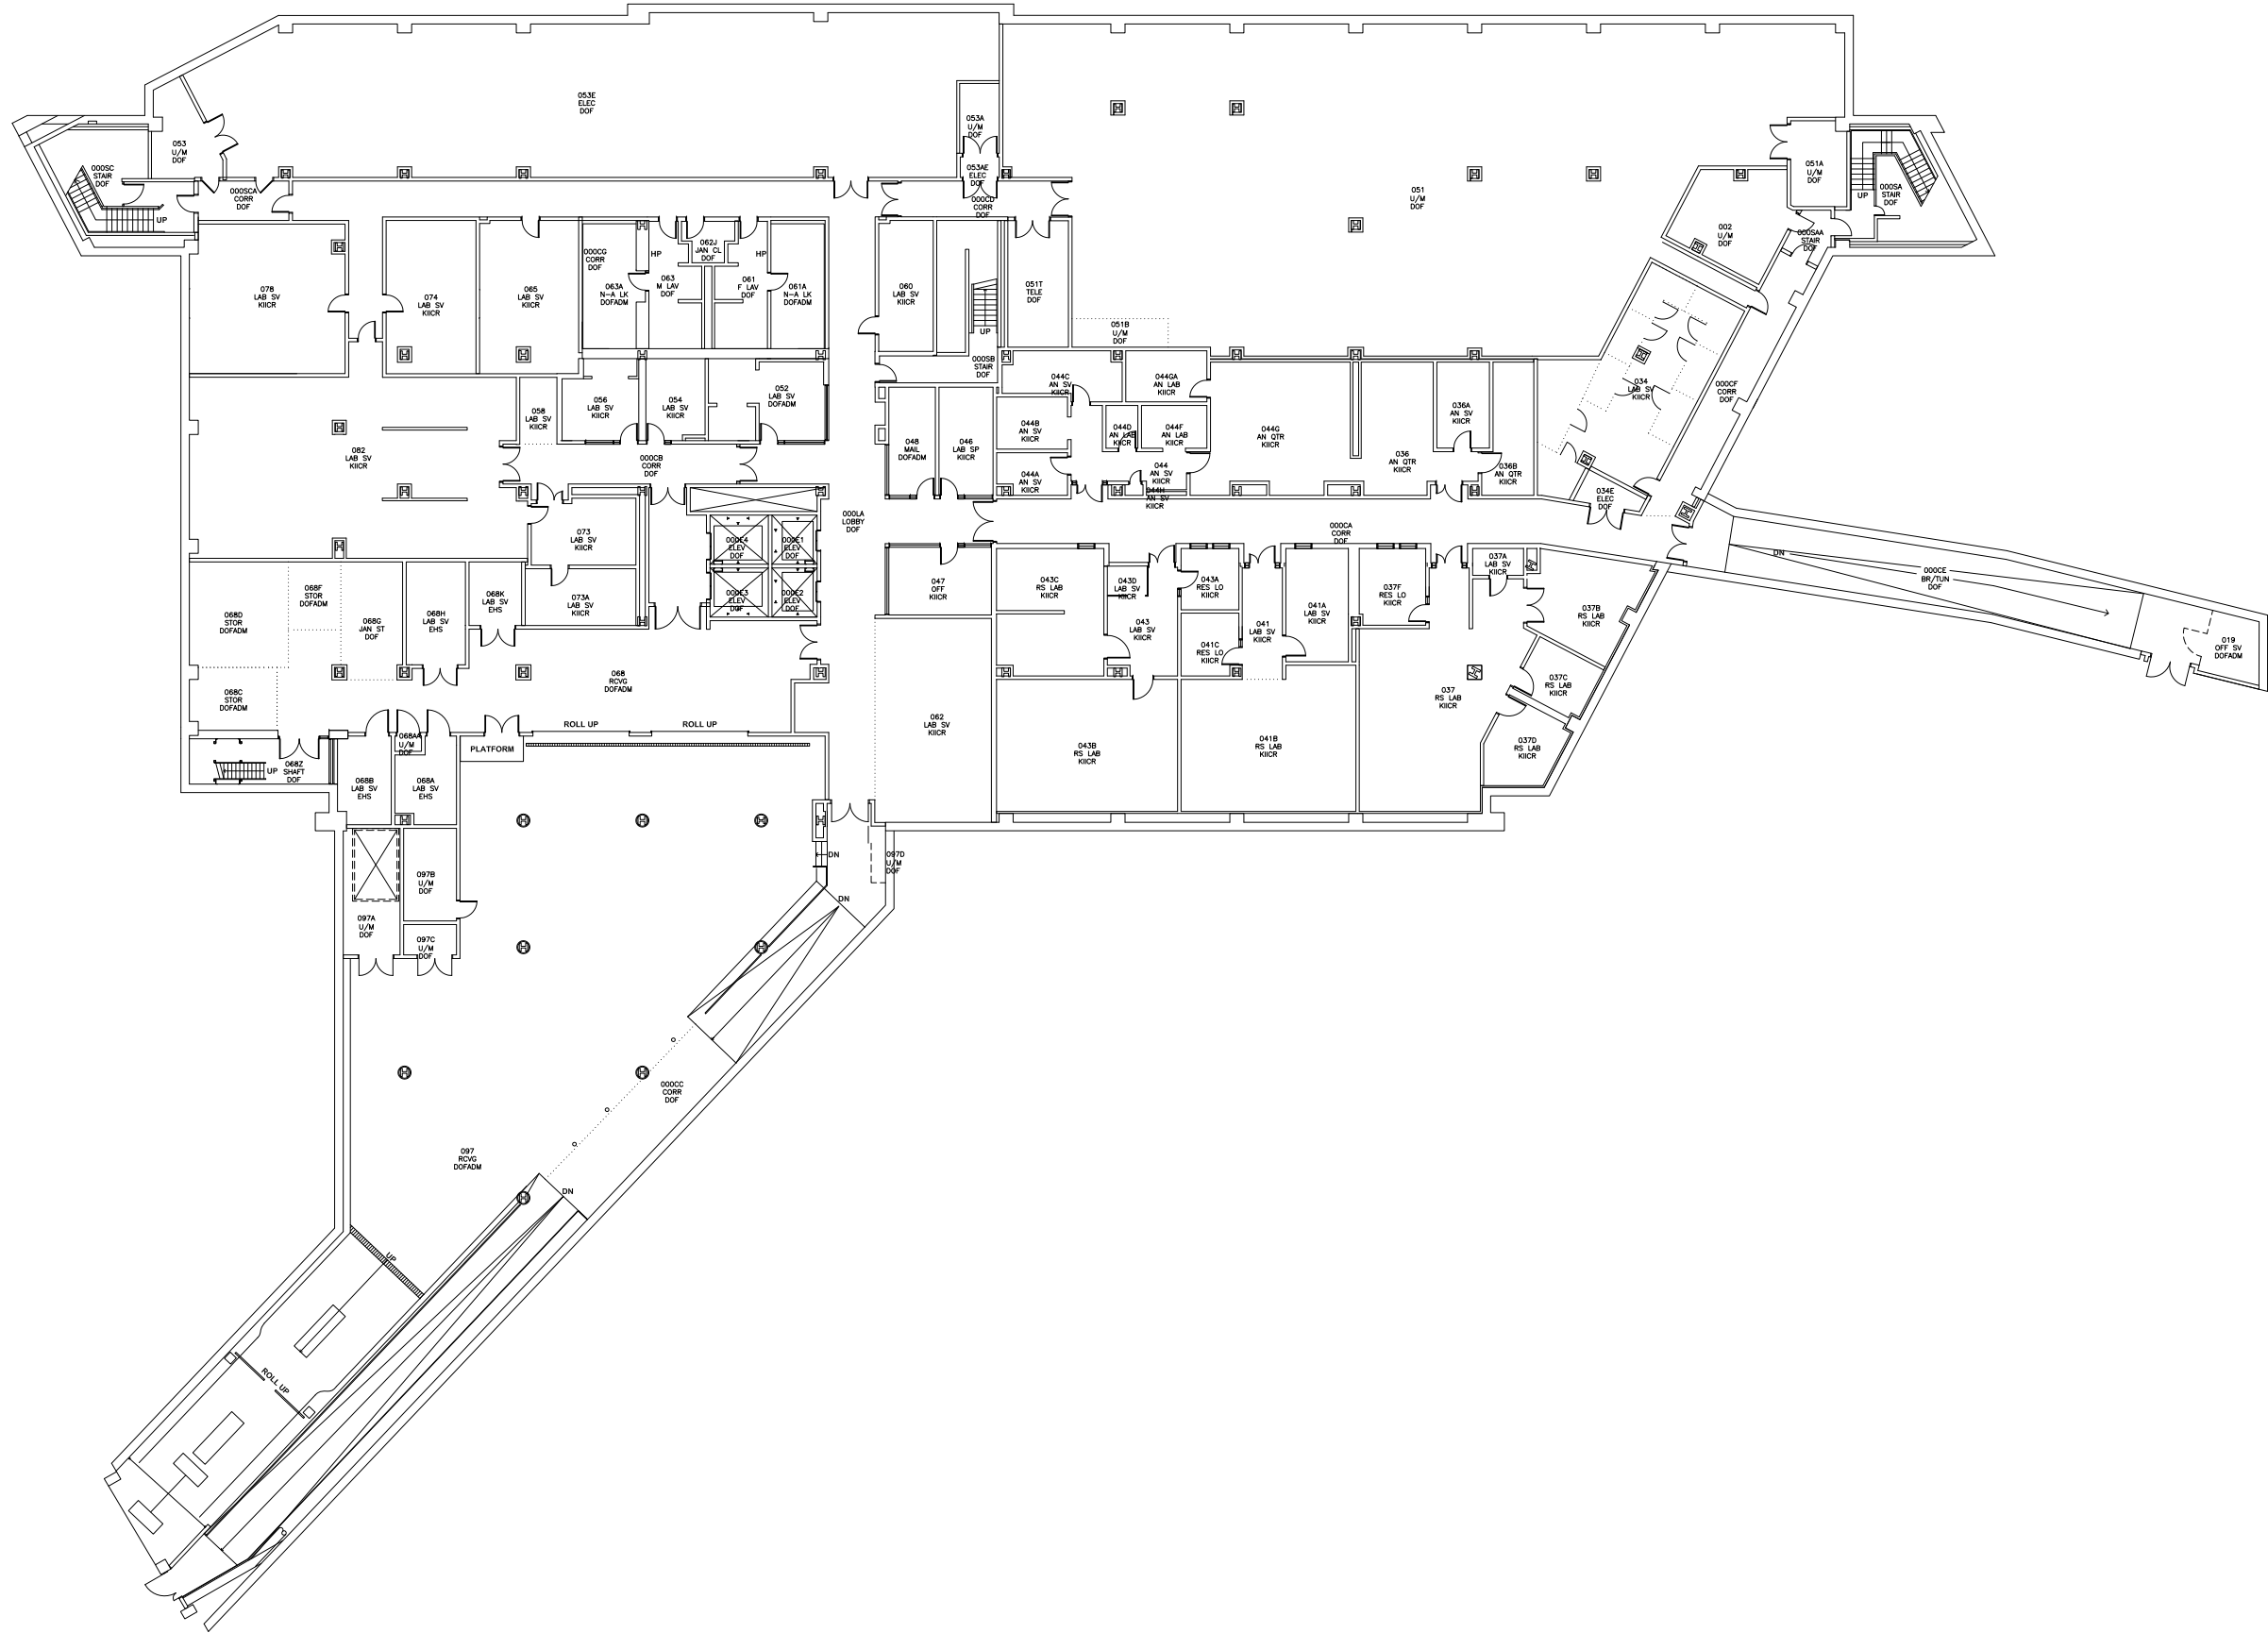 053E
ELEC
DOF
053A
U/M
DOF
053
U/M
DOF
000SC
STAIR
DOF
UP
000SCA
CORR
DOF
053AE
ELEC
DOF
000CD
CORR
DOF
051
U/M
DOF
051A
U/M
DOF
UP
000SA
STAIR
DOF
002
U/M
DOF
000SAA
STAIR
DOF
078
LAB SV
KIICR
074
LAB SV
KIICR
065
LAB SV
KIICR
000CG
CORR
DOF
063A
N-A LK
DOFADM
HP
063
M LAV
DOF
062J
JAN CL
DOF
HP
061
F LAV
DOF
061A
N-A LK
DOFADM
060
LAB SV
KIICR
UP
051T
TELE
DOF
051B
U/M
DOF
000SB
STAIR
DOF
044C
AN SV
KIICR
044GA
AN LAB
KIICR
034
LAB SV
KIICR
000CF
CORR
DOF
082
LAB SV
KIICR
058
LAB SV
KIICR
056
LAB SV
KIICR
054
LAB SV
KIICR
052
LAB SV
DOFADM
048
MAIL
DOFADM
046
LAB SP
KIICR
044B
AN SV
KIICR
044A
AN SV
KIICR
044D
AN LAB
KIICR
044F
AN LAB
KIICR
044
AN SV
KIICR
044H
AN SV
KIICR
044G
AN QTR
KIICR
036
AN QTR
KIICR
036A
AN SV
KIICR
036B
AN QTR
KIICR
034E
ELEC
DOF
000CB
CORR
DOF
000LA
LOBBY
DOF
000CA
CORR
DOF
073
LAB SV
KIICR
073A
LAB SV
KIICR
000E4
ELEV
DOF
000E1
ELEV
DOF
000E3
ELEV
DOF
000E2
ELEV
DOF
047
OFF
KIICR
043C
RS LAB
KIICR
043D
LAB SV
KIICR
043
LAB SV
KIICR
043A
RES LO
KIICR
041C
RES LO
KIICR
041
LAB SV
KIICR
041A
LAB SV
KIICR
037F
RES LO
KIICR
037A
LAB SV
KIICR
037B
RS LAB
KIICR
037C
RS LAB
KIICR
037
RS LAB
KIICR
037D
RS LAB
KIICR
DN
000CE
BR/TUN
DOF
019
OFF SV
DOFADM
068D
STOR
DOFADM
068F
STOR
DOFADM
068G
JAN ST
DOF
068H
LAB SV
EHS
068K
LAB SV
EHS
068C
STOR
DOFADM
068
RCVG
DOFADM
062
LAB SV
KIICR
043B
RS LAB
KIICR
041B
RS LAB
KIICR
ROLL UP
ROLL UP
PLATFORM
068AA
U/M
DOF
UP
068Z
SHAFT
DOF
068B
LAB SV
EHS
068A
LAB SV
EHS
097B
U/M
DOF
097A
U/M
DOF
097C
U/M
DOF
DN
097D
U/M
DOF
DN
000CC
CORR
DOF
097
RCVG
DOFADM
DN
UP
ROLL UP